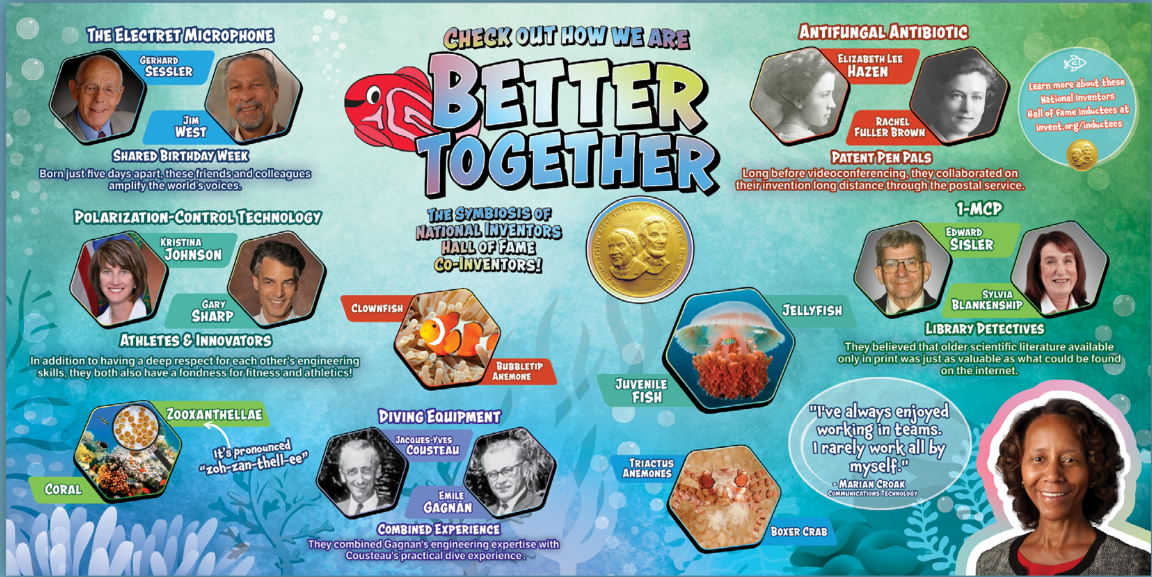 THE ELECTRET MICROPHONE
GERHARD
SESSLER
JIM
WEST
SHARED BIRTHDAY WEEK
Born just five days apart, these friends and colleagues
amplify the world's voices.
CHECK OUT HOW WE ARE
BETTER
TOGETHER
THE SYMBIOSIS OF
NATIONAL INVENTORS
HALL OF FAME
CO-INVENTORS!
ANTIFUNGAL ANTIBIOTIC
ELIZABETH LEE
HAZEN
RACHEL
FULLER BROWN
PATENT PEN PALS
Long before videoconferencing, they collaborated on
their invention long distance through the postal service.
Learn more about these
National Inventors
Hall of Fame Inductees at
invent.org/inductees
POLARIZATION-CONTROL TECHNOLOGY
KRISTINA
JOHNSON
GARY
SHARP
ATHLETES & INNOVATORS
In addition to having a deep respect for each other's engineering
skills, they both also have a fondness for fitness and athletics!
1-MCP
EDWARD
SISLER
SYLVIA
BLANKENSHIP
LIBRARY DETECTIVES
They believed that older scientific literature available
only in print was just as valuable as what could be found
on the internet.
CLOWNFISH
BUBBLETIP
ANEMONE
JELLYFISH
JUVENILE
FISH
ZOOXANTHELLAE
It's pronounced
"zoh-zan-thell-ee"
CORAL
DIVING EQUIPMENT
JACQUES-YVES
COUSTEAU
EMILE
GAGNÁN
COMBINED EXPERIENCE
They combined Gagnan's engineering expertise with
Cousteau's practical dive experience.
TRIACTUS
ANEMONES
BOXER CRAB
"I've always enjoyed
working in teams.
I rarely work all by
myself."
- MARIAN CROAK
COMMUNICATIONS TECHNOLOGY